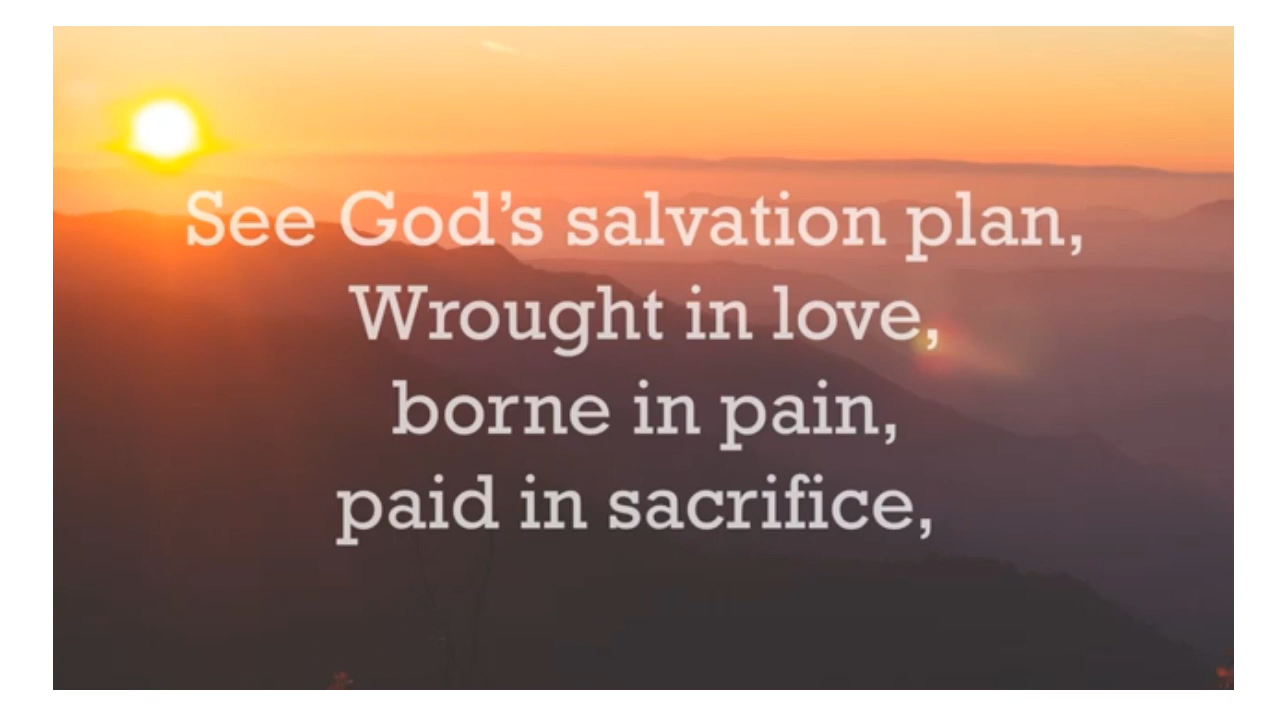 See God’s salvation plan,
Wrought in love,
borne in pain,
paid in sacrifice,